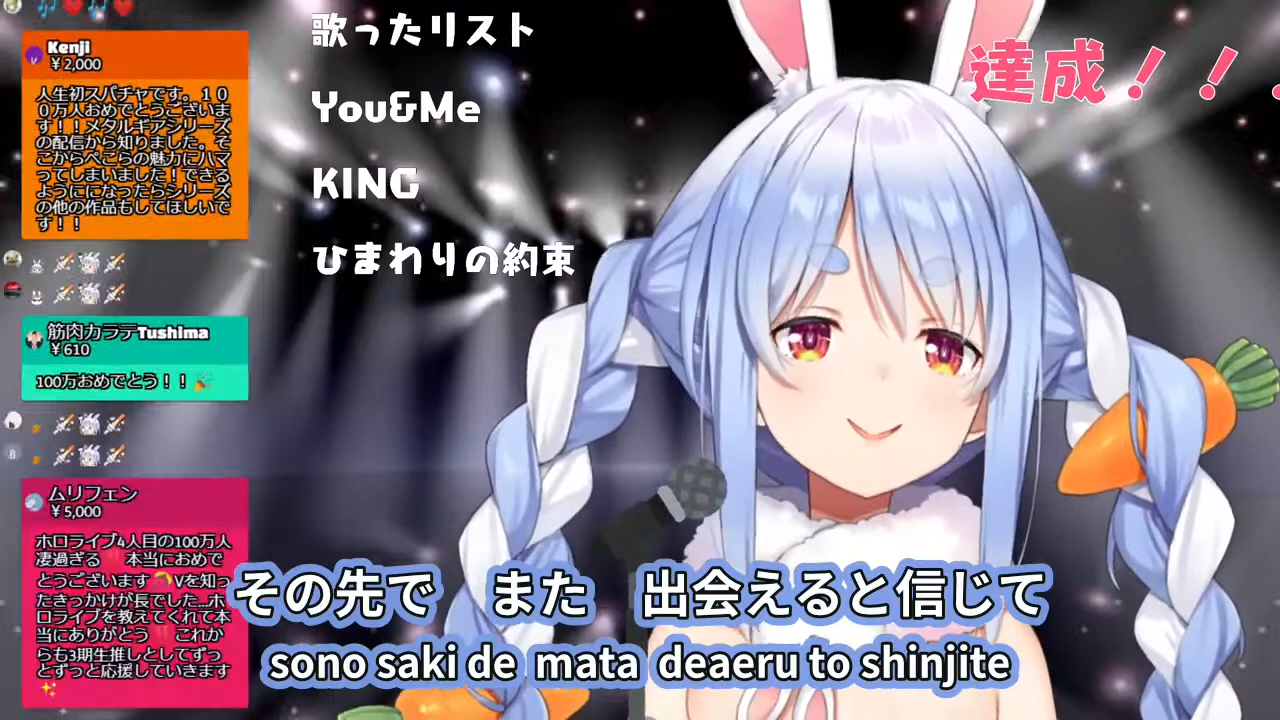 Kenji
¥2,000
人生初スパチャです。１０
０万人おめでとうございま
す！！メタルギアシリーズ
の配信から知りました。そ
こからぺこらの魅力にハマ
ってしまいました！できる
ようにになったらシリーズ
の他の作品もしてほしいで
す！！
筋肉カラテTushima
¥610
100万おめでとう！！
ムリフェン
¥5,000
ホロライブ4人目の100万人
凄過ぎる 本当におめで
とうございます Vを知っ
たきっかけが長でした...ホ
ロライブを教えてくれて本
当にありがとう これか
らも3期生推しとしてずっ
とずっと応援していきます
歌ったリスト
You&Me
KING
ひまわりの約束
達成！！！
その先で また 出会えると信じて
sono saki de mata deaeru to shinjite